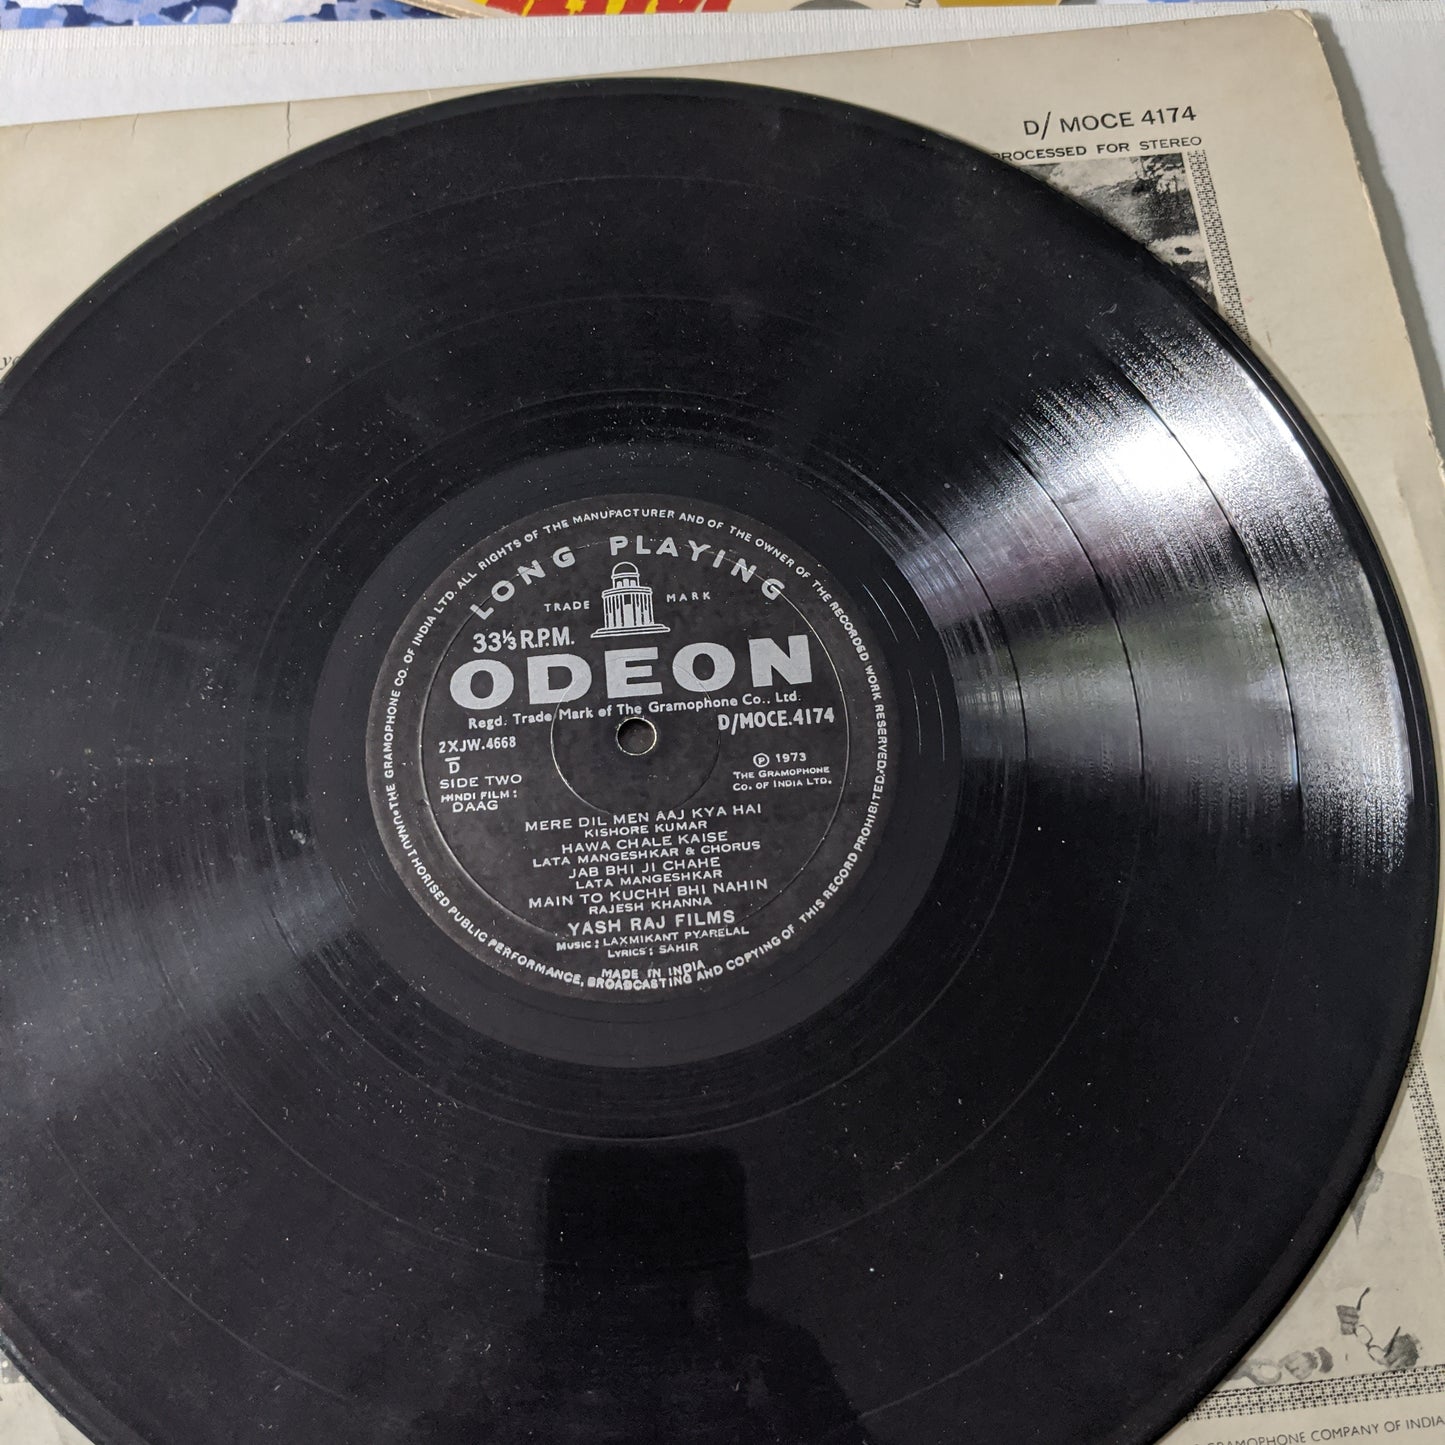 D/ MOCE 4174
PROCESSED FOR STEREO
LONG PLAYING
TRADE MARK
33⅓ R.P.M.
ODEON
Regd. Trade Mark of The Gramophone Co., Ltd.
D/MOCE.4174
2XJW.4668
D
SIDE TWO
HINDI FILM:
DAAG
℗ 1973
THE GRAMOPHONE
CO. OF INDIA LTD.
MERE DIL MEN AAJ KYA HAI
KISHORE KUMAR
HAWA CHALE KAISE
LATA MANGESHKAR & CHORUS
JAB BHI JI CHAHE
LATA MANGESHKAR
MAIN TO KUCHH BHI NAHIN
RAJESH KHANNA
YASH RAJ FILMS
MUSIC: LAXMIKANT PYARELAL
LYRICS: SAHIR
MADE IN INDIA
THE GRAMOPHONE CO. OF INDIA LTD. ALL RIGHTS OF THE MANUFACTURER AND OF THE OWNER OF THE RECORDED WORK RESERVED. UNAUTHORISED PUBLIC PERFORMANCE, BROADCASTING AND COPYING OF THIS RECORD PROHIBITED.
GRAMOPHONE COMPANY OF INDIA